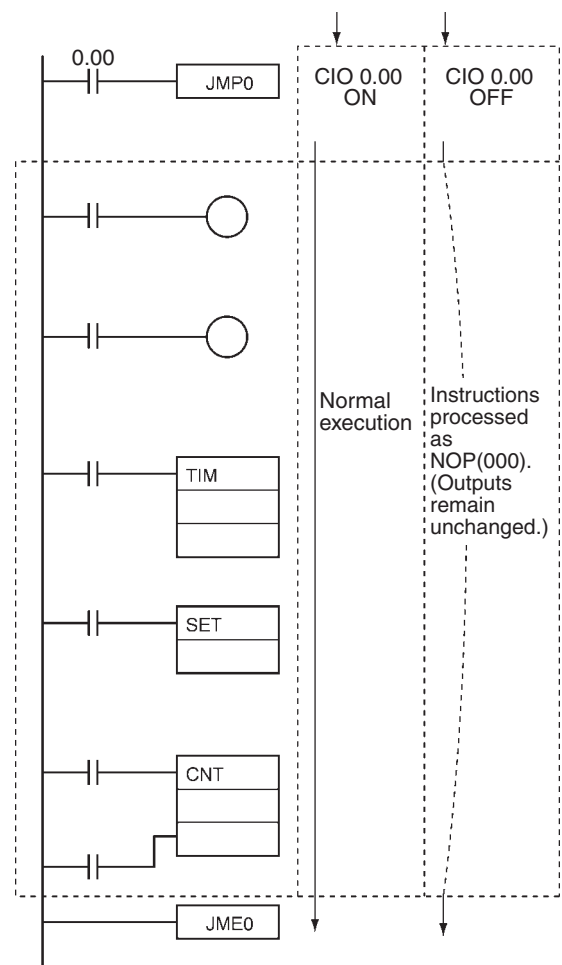 0.00
JMP0
CIO 0.00
ON
CIO 0.00
OFF
Normal
execution
Instructions
processed
as
NOP(000).
(Outputs
remain
unchanged.)
TIM
SET
CNT
JME0